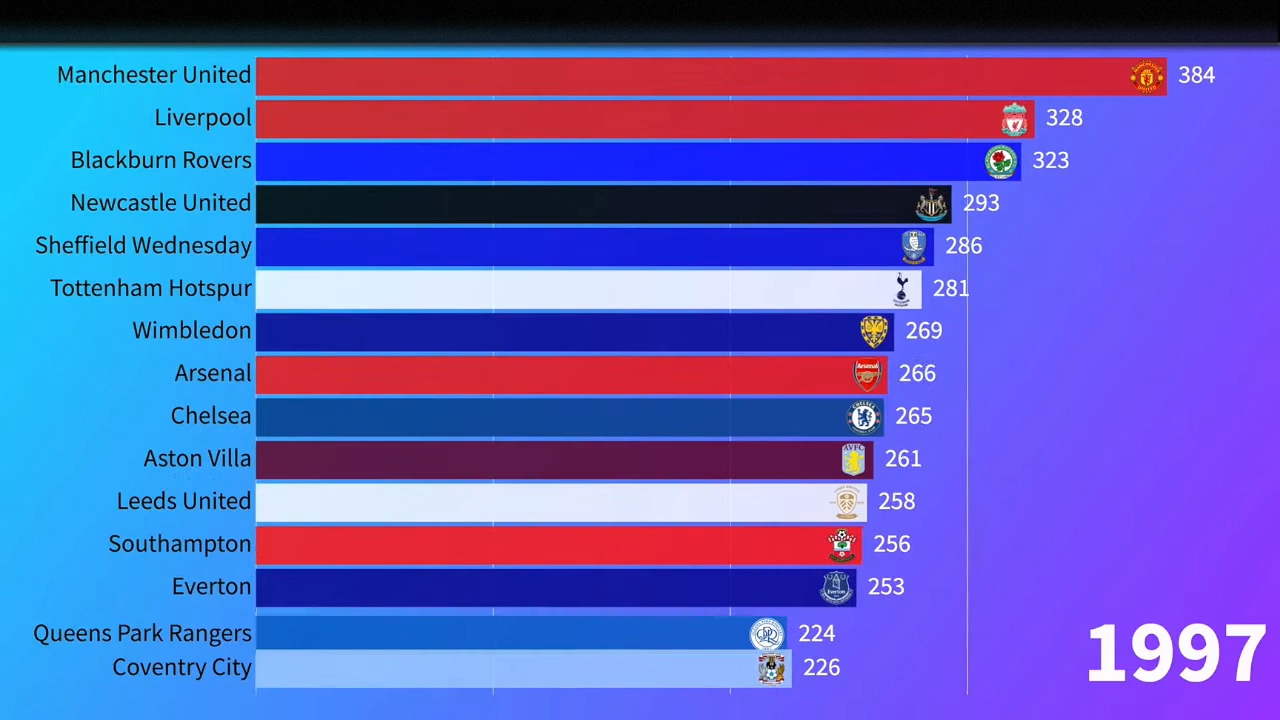 Manchester United 384
Liverpool 328
Blackburn Rovers 323
Newcastle United 293
Sheffield Wednesday 286
Tottenham Hotspur 281
Wimbledon 269
Arsenal 266
Chelsea 265
Aston Villa 261
Leeds United 258
Southampton 256
Everton 253
Queens Park Rangers 224
Coventry City 226
1997